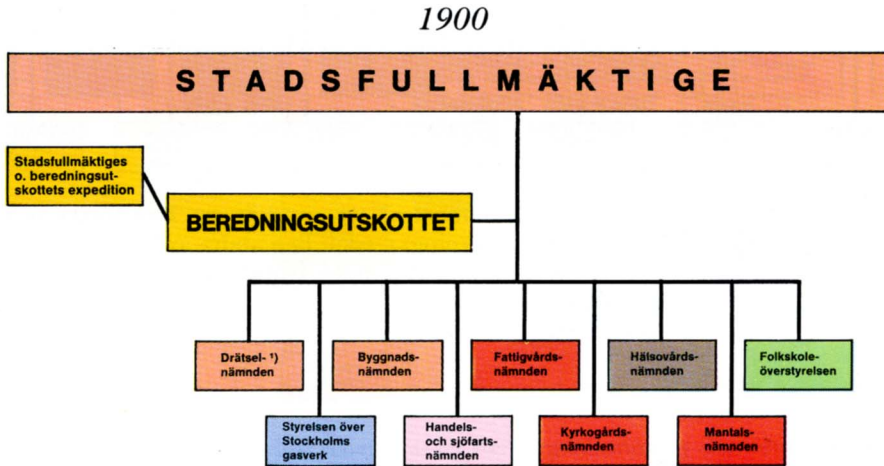 1900
STADSFULLMÄKTIGE
Stadsfullmäktiges
o. beredningsut-
skottets expedition
BEREDNINGSUTSKOTTET
Drätsel- ¹)
nämnden
Byggnads-
nämnden
Fattigvårds-
nämnden
Hälsovårds-
nämnden
Folkskole-
överstyrelsen
Styrelsen över
Stockholms
gasverk
Handels-
och sjöfarts-
nämnden
Kyrkogårds-
nämnden
Mantals-
nämnden